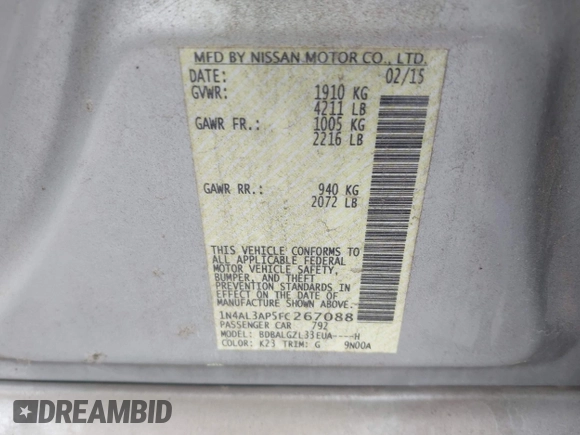 MFD BY NISSAN MOTOR CO., LTD.
DATE: 02/15
GVWR: 1910 KG
4211 LB
GAWR FR.: 1005 KG
2216 LB
GAWR RR.: 940 KG
2072 LB
THIS VEHICLE CONFORMS TO
ALL APPLICABLE FEDERAL
MOTOR VEHICLE SAFETY,
BUMPER, AND THEFT
PREVENTION STANDARDS IN
EFFECT ON THE DATE OF
MANUFACTURE SHOWN ABOVE.
1N4AL3AP5FC267088
PASSENGER CAR 792
MODEL: BDBALGZL33EUA----H
COLOR: K23 TRIM: G 9N00A
DREAMBID